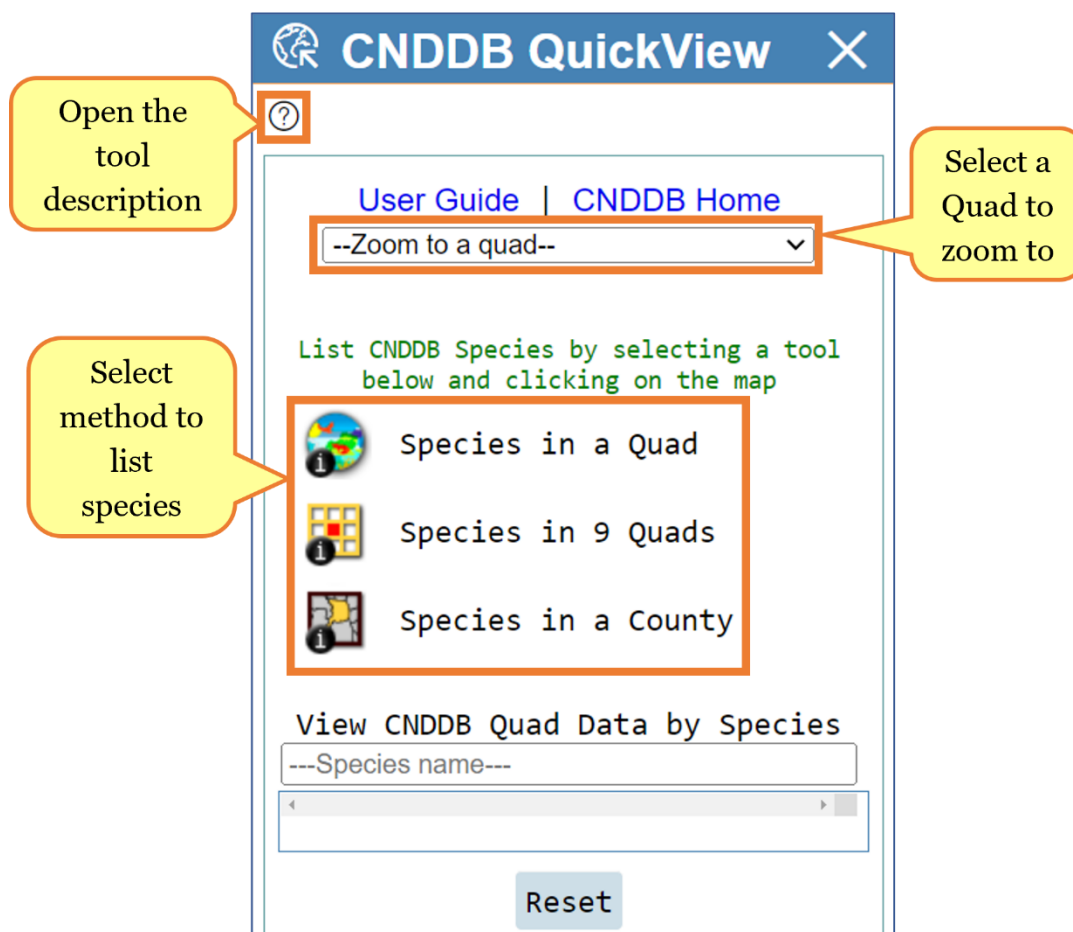 CNDDB QuickView
Open the
tool
description
?
User Guide | CNDDB Home
--Zoom to a quad--
Select a
Quad to
zoom to
List CNDDB Species by selecting a tool
below and clicking on the map
Select
method to
list
species
i Species in a Quad
i Species in 9 Quads
i Species in a County
View CNDDB Quad Data by Species
---Species name---
Reset